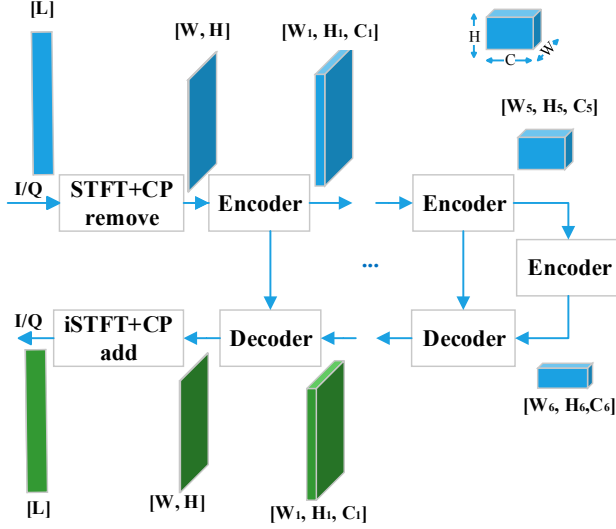 [L]
[W, H]
[W₁, H₁, C₁]
H
C
W
[W₅, H₅, C₅]
I/Q
STFT+CP
remove
Encoder
Encoder
Encoder
...
I/Q
iSTFT+CP
add
Decoder
Decoder
[W₆, H₆,C₆]
[L]
[W, H]
[W₁, H₁, C₁]